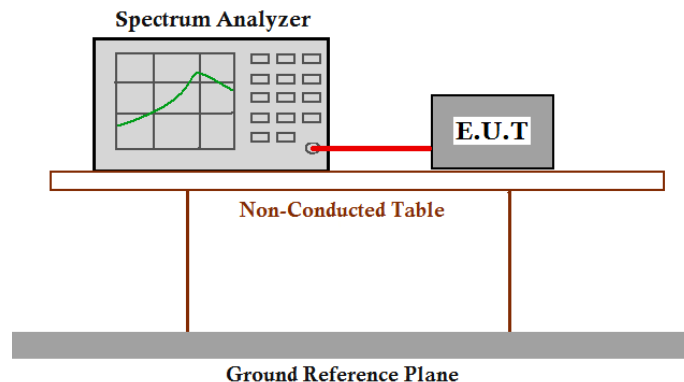 Spectrum Analyzer
E.U.T
Non-Conducted Table
Ground Reference Plane